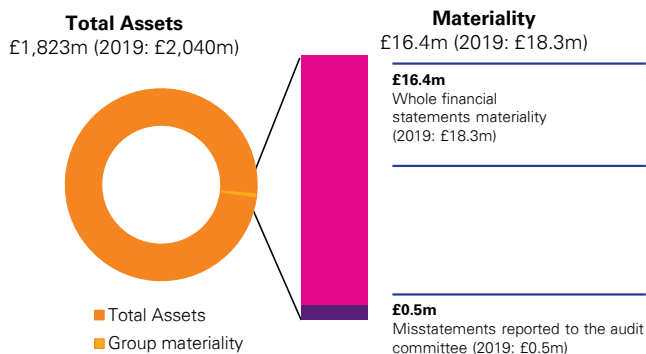 Total Assets
£1,823m (2019: £2,040m)
Total Assets
Group materiality
Materiality
£16.4m (2019: £18.3m)
£16.4m
Whole financial
statements materiality
(2019: £18.3m)
£0.5m
Misstatements reported to the audit
committee (2019: £0.5m)